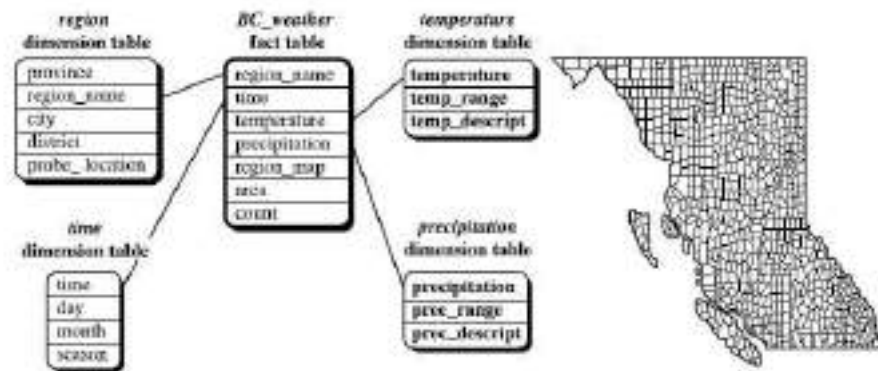 region
dimension table
province
region_name
city
district
probe_location
BC_weather
fact table
region_name
time
temperature
precipitation
region_map
area
count
temperature
dimension table
temperature
temp_range
temp_descript
time
dimension table
time
day
month
season
precipitation
dimension table
precipitation
prec_range
prec_descript